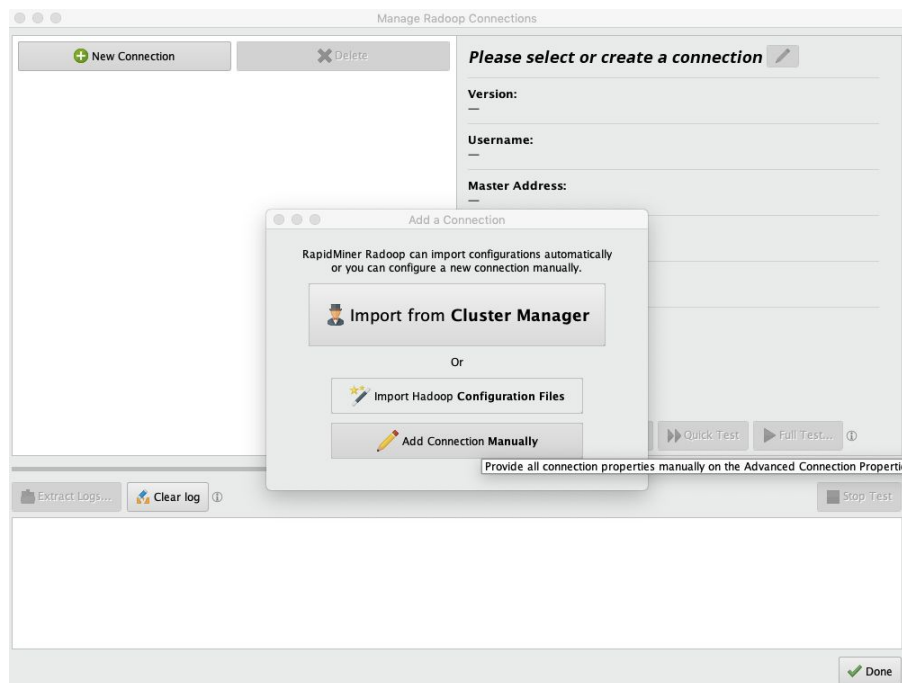 Manage Radoop Connections
New Connection
Delete
Please select or create a connection
Version:
—
Username:
—
Master Address:
—
Add a Connection
RapidMiner Radoop can import configurations automatically
or you can configure a new connection manually.
Import from Cluster Manager
Or
Import Hadoop Configuration Files
Add Connection Manually
Quick Test
Full Test...
Provide all connection properties manually on the Advanced Connection Properti
Extract Logs...
Clear log
Stop Test
Done